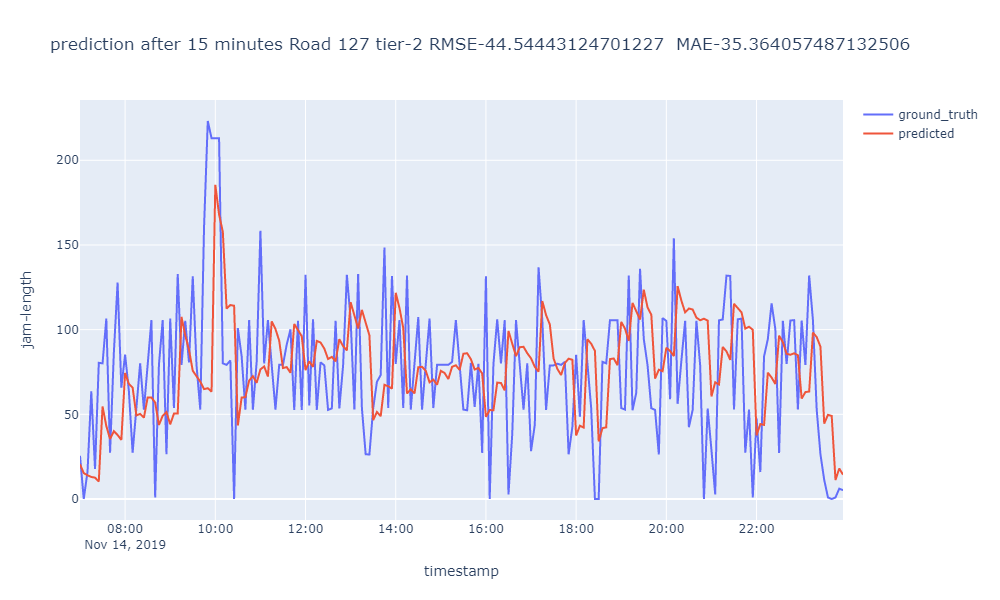 prediction after 15 minutes Road 127 tier-2 RMSE-44.54443124701227  MAE-35.364057487132506
ground_truth
predicted
200
150
100
50
0
jam-length
08:00 10:00 12:00 14:00 16:00 18:00 20:00 22:00
Nov 14, 2019
timestamp